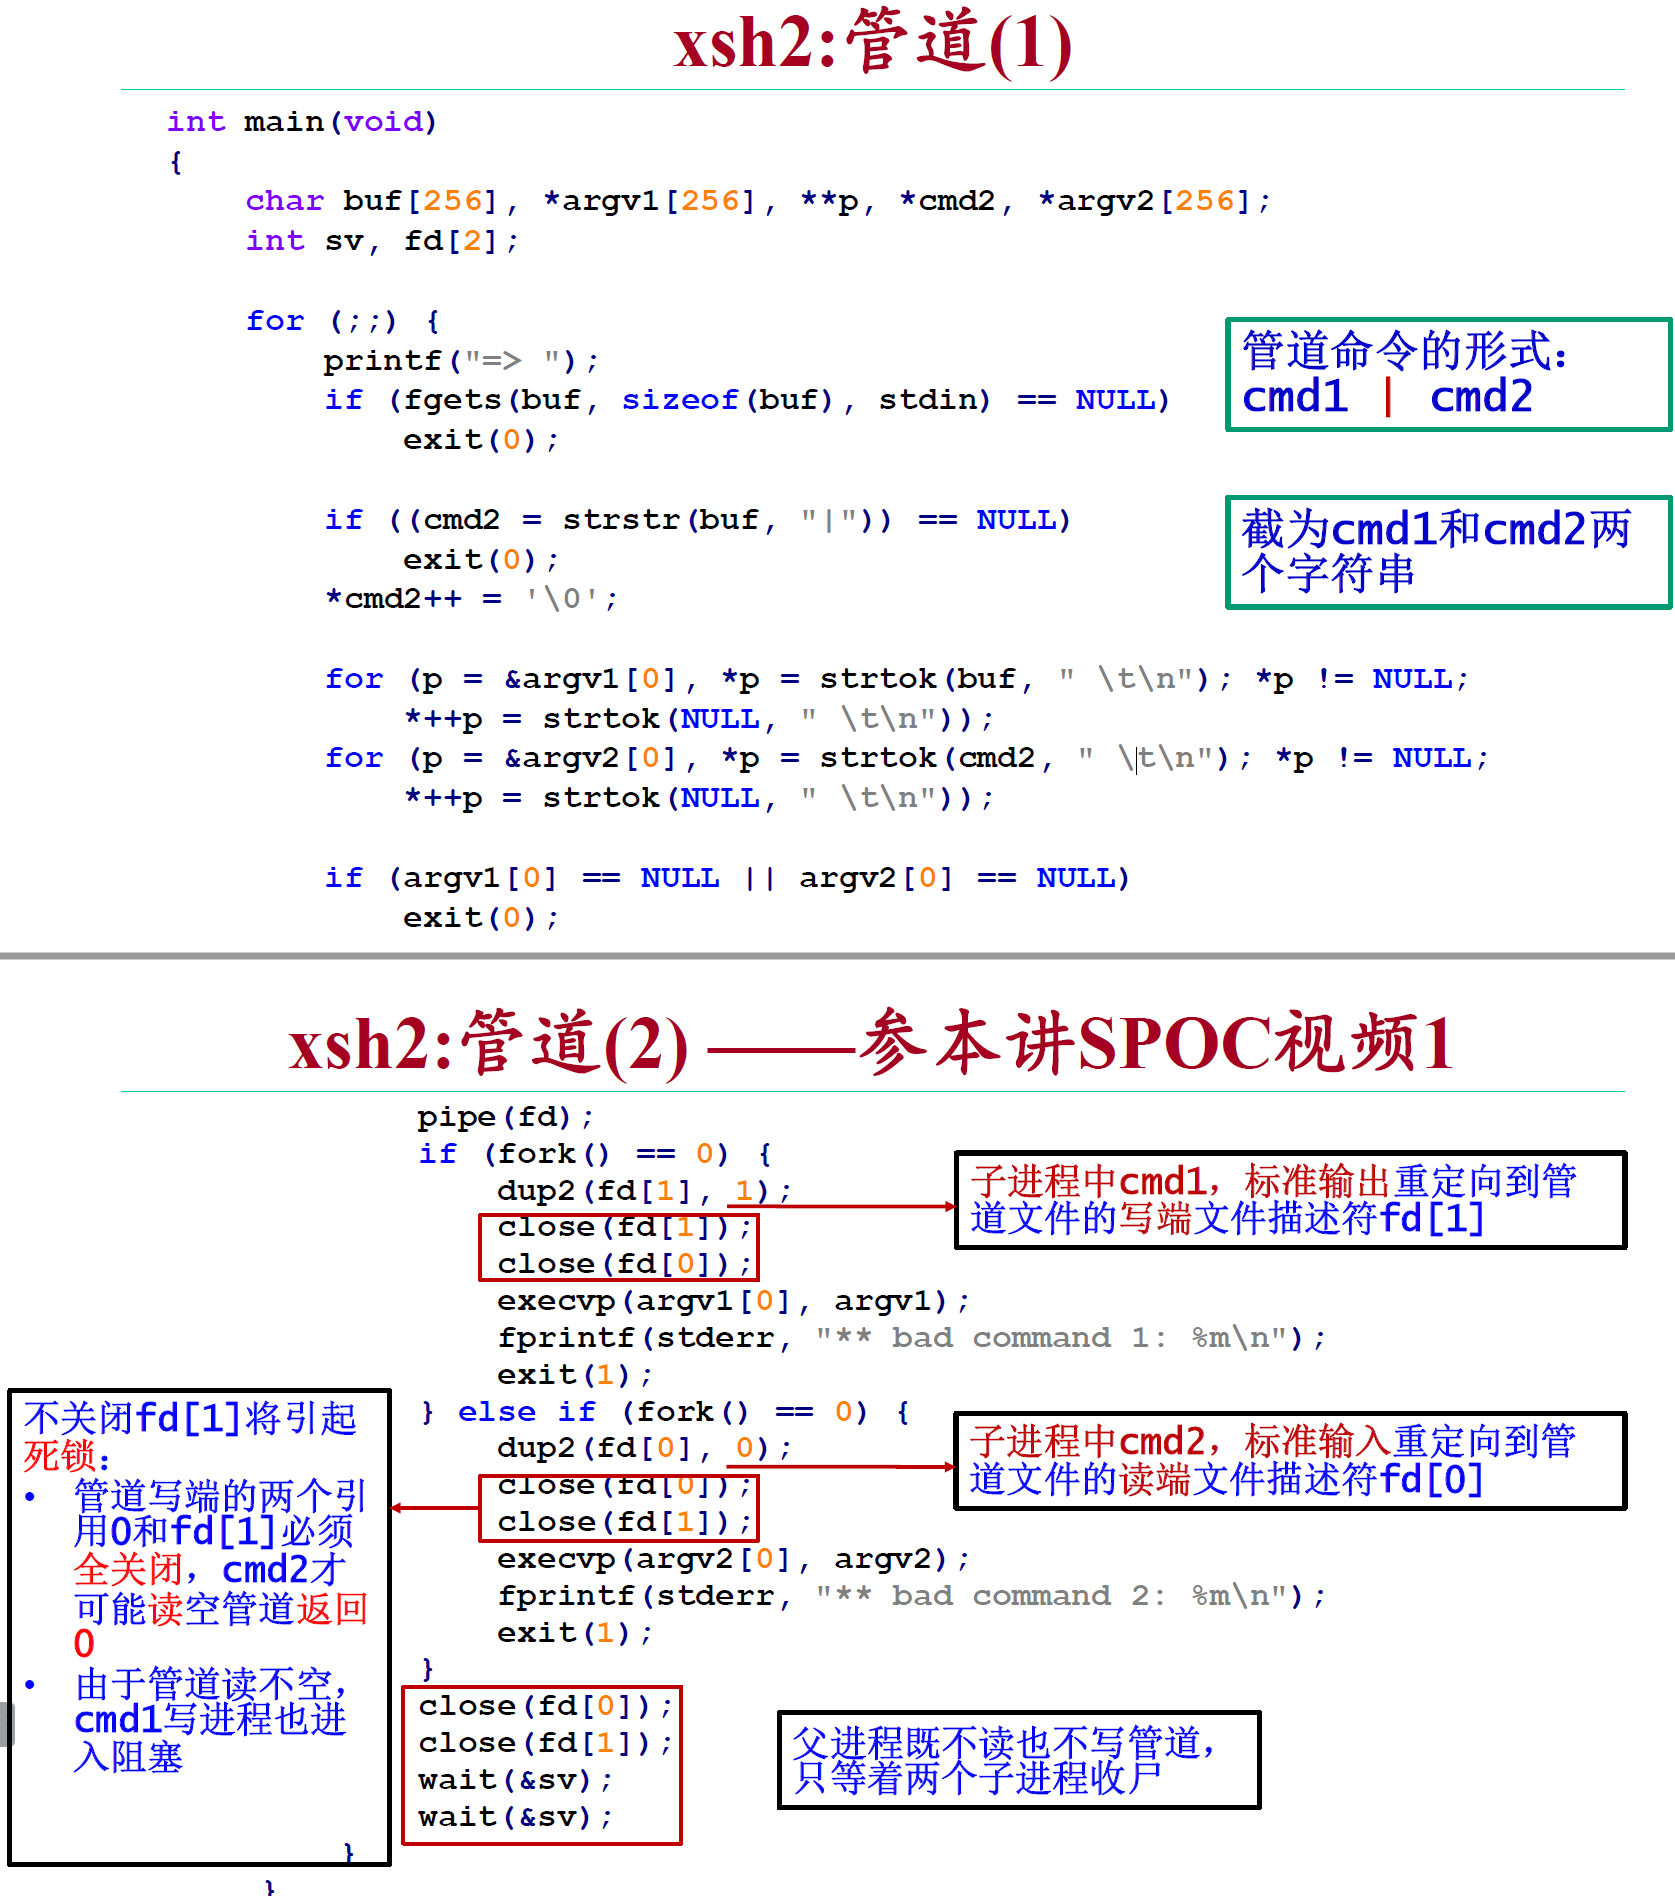 xsh2:管道(1)
int main(void)
{
char buf[256], *argv1[256], **p, *cmd2, *argv2[256];
int sv, fd[2];
for (;;) {
printf("=> ");
if (fgets(buf, sizeof(buf), stdin) == NULL)
exit(0);
管道命令的形式：
cmd1 | cmd2
if ((cmd2 = strstr(buf, "|")) == NULL)
exit(0);
*cmd2++ = '\0';
截为cmd1和cmd2两
个字符串
for (p = &argv1[0], *p = strtok(buf, " \t\n"); *p != NULL;
*++p = strtok(NULL, " \t\n"));
for (p = &argv2[0], *p = strtok(cmd2, " \t\n"); *p != NULL;
*++p = strtok(NULL, " \t\n"));
if (argv1[0] == NULL || argv2[0] == NULL)
exit(0);
xsh2:管道(2) ——参本讲SPOC视频1
pipe(fd);
if (fork() == 0) {
dup2(fd[1], 1);
close(fd[1]);
close(fd[0]);
execvp(argv1[0], argv1);
fprintf(stderr, "** bad command 1: %m\n");
exit(1);
子进程中cmd1，标准输出重定向到管
道文件的写端文件描述符fd[1]
} else if (fork() == 0) {
dup2(fd[0], 0);
close(fd[0]);
close(fd[1]);
execvp(argv2[0], argv2);
fprintf(stderr, "** bad command 2: %m\n");
exit(1);
}
子进程中cmd2，标准输入重定向到管
道文件的读端文件描述符fd[0]
不关闭fd[1]将引起
死锁：
• 管道写端的两个引
用0和fd[1]必须
全关闭，cmd2才
可能读空管道返回
0
• 由于管道读不空，
cmd1写进程也进
入阻塞
close(fd[0]);
close(fd[1]);
wait(&sv);
wait(&sv);
父进程既不读也不写管道，
只等着两个子进程收尸
}
}